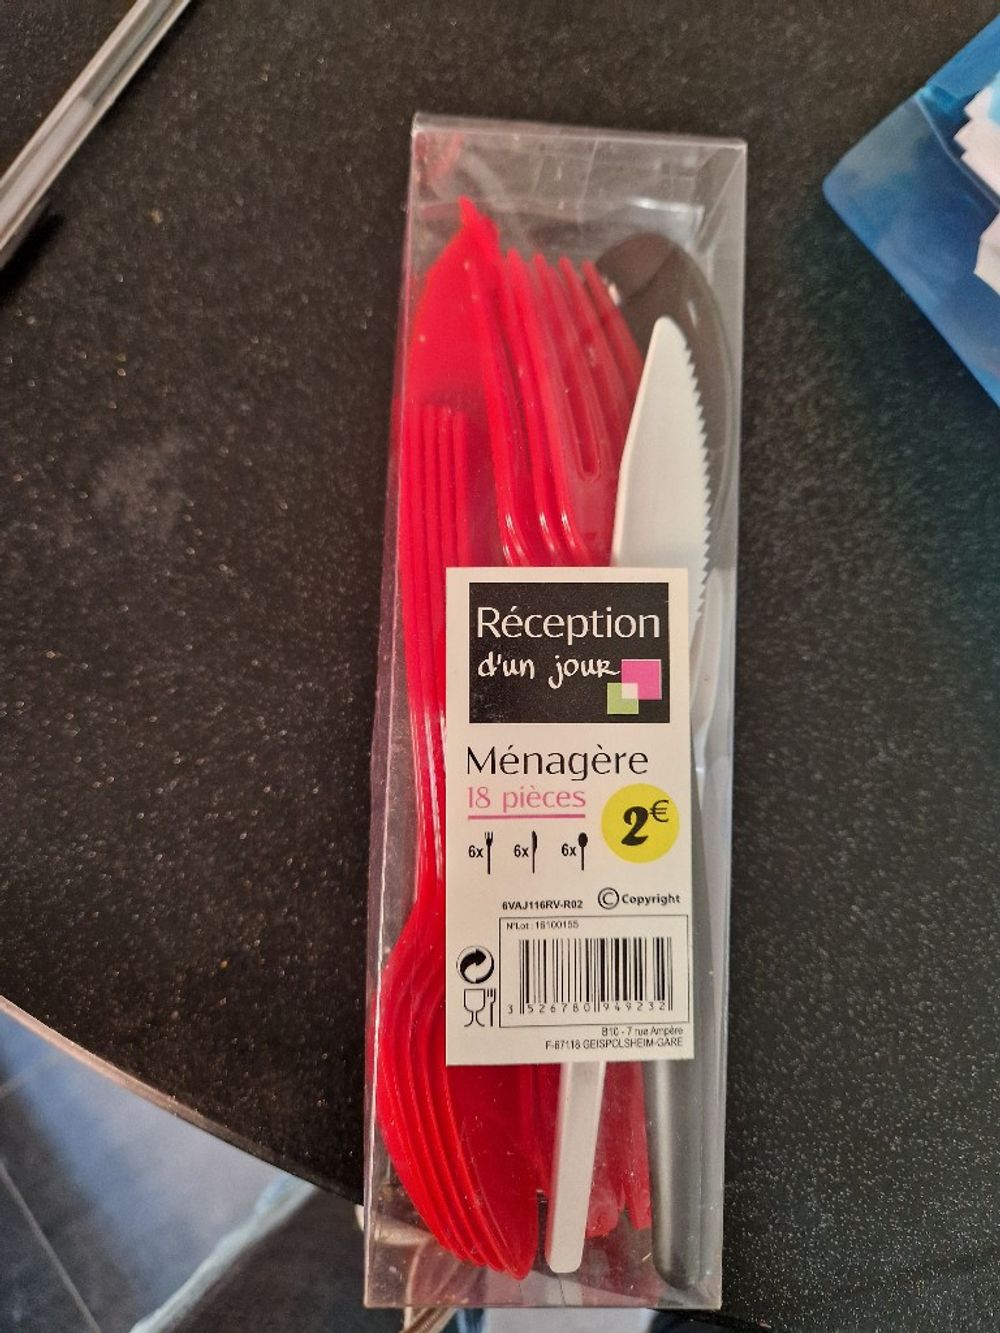 Réception
d'un jour
Ménagère
18 pièces
2€
6x 6x 6x
6VAJ116RV-R02 © Copyright
N°Lot : 16100155
3 526780 949232
B10 - 7 rue Ampère
F-67118 GEISPOLSHEIM-GARE